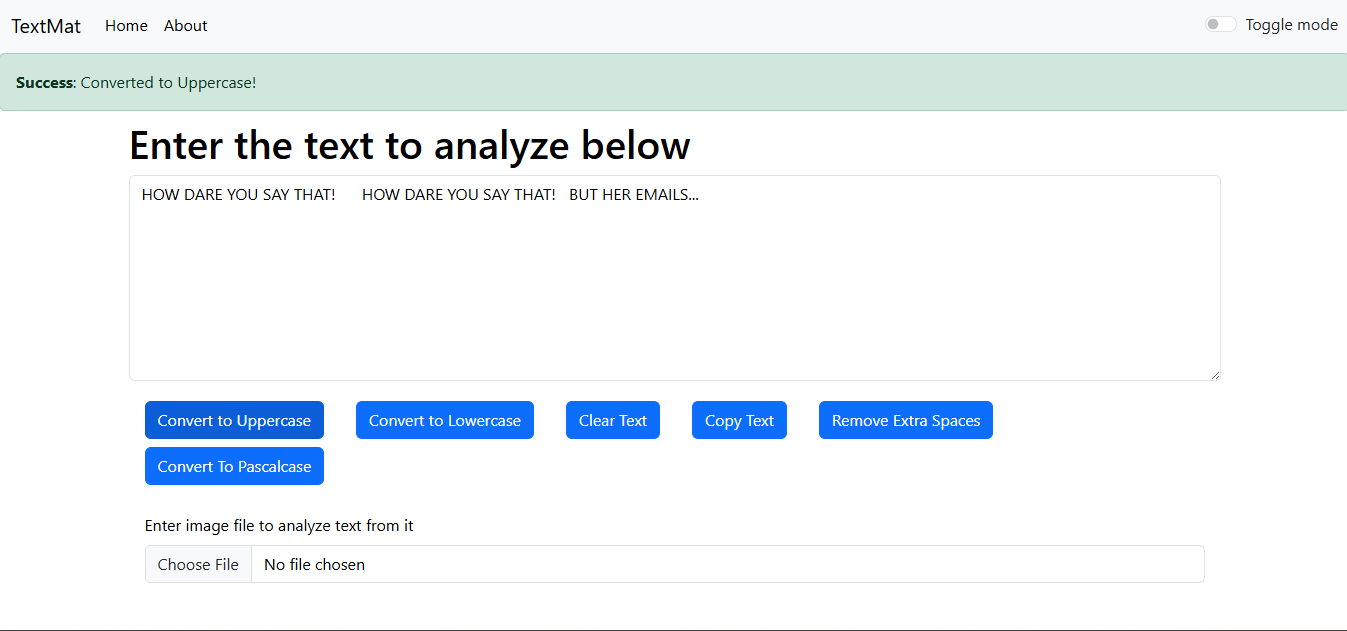 TextMat Home About Toggle mode
Success: Converted to Uppercase!
Enter the text to analyze below
HOW DARE YOU SAY THAT!      HOW DARE YOU SAY THAT!   BUT HER EMAILS...
Convert to Uppercase Convert to Lowercase Clear Text Copy Text Remove Extra Spaces
Convert To Pascalcase
Enter image file to analyze text from it
Choose File No file chosen